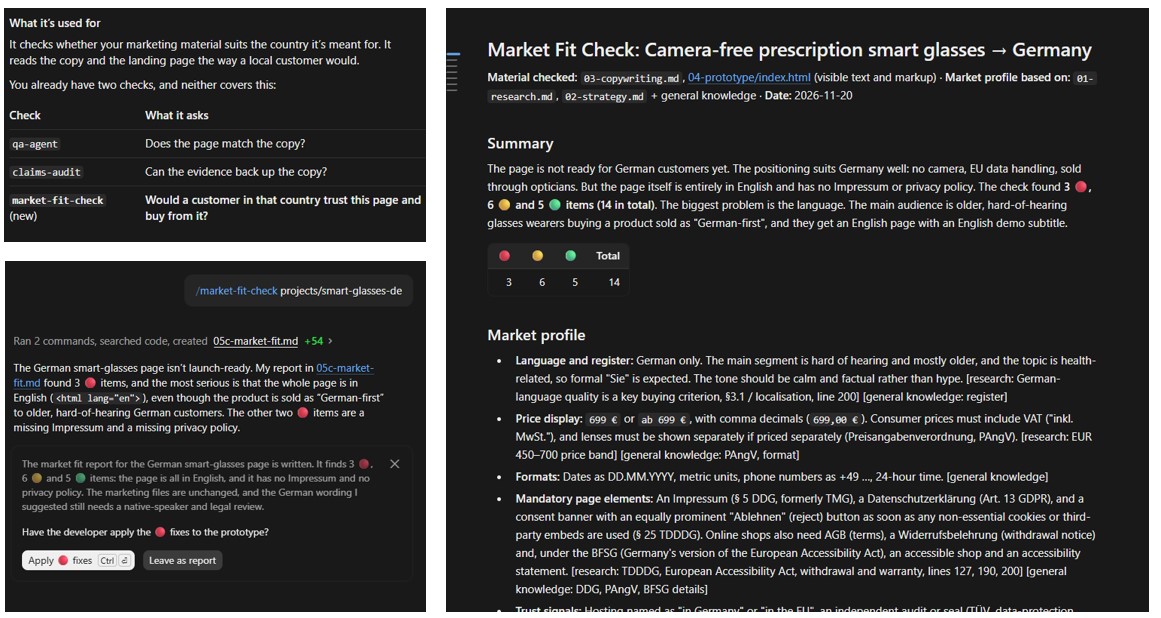 What it's used for
It checks whether your marketing material suits the country it's meant for. It
reads the copy and the landing page the way a local customer would.
You already have two checks, and neither covers this:
Check What it asks
qa-agent Does the page match the copy?
claims-audit Can the evidence back up the copy?
market-fit-check Would a customer in that country trust this page and
(new) buy from it?
/market-fit-check projects/smart-glasses-de
Ran 2 commands, searched code, created 05c-market-fit.md +54 >
The German smart-glasses page isn't launch-ready. My report in 05c-market-
fit.md found 3 🔴 items, and the most serious is that the whole page is in
English (<html lang="en">), even though the product is sold as "German-first"
to older, hard-of-hearing German customers. The other two 🔴 items are a
missing Impressum and a missing privacy policy.
The market fit report for the German smart-glasses page is written. It finds 3 🔴,
6 🟡 and 5 🟢 items: the page is all in English, and it has no Impressum and no
privacy policy. The marketing files are unchanged, and the German wording I
suggested still needs a native-speaker and legal review.
Have the developer apply the 🔴 fixes to the prototype?
Apply 🔴 fixes Ctrl ⏎ Leave as report
Market Fit Check: Camera-free prescription smart glasses → Germany
Material checked: 03-copywriting.md, 04-prototype/index.html (visible text and markup) · Market profile based on: 01-
research.md, 02-strategy.md + general knowledge · Date: 2026-11-20
Summary
The page is not ready for German customers yet. The positioning suits Germany well: no camera, EU data handling, sold
through opticians. But the page itself is entirely in English and has no Impressum or privacy policy. The check found 3 🔴,
6 🟡 and 5 🟢 items (14 in total). The biggest problem is the language. The main audience is older, hard-of-hearing
glasses wearers buying a product sold as "German-first", and they get an English page with an English demo subtitle.
🔴 🟡 🟢 Total
3 6 5 14
Market profile
• Language and register: German only. The main segment is hard of hearing and mostly older, and the topic is health-
related, so formal "Sie" is expected. The tone should be calm and factual rather than hype. [research: German-
language quality is a key buying criterion, §3.1 / localisation, line 200] [general knowledge: register]
• Price display: 699 € or ab 699 €, with comma decimals (699,00 €). Consumer prices must include VAT ("inkl.
MwSt."), and lenses must be shown separately if priced separately (Preisangabenverordnung, PAngV). [research: EUR
450–700 price band] [general knowledge: PAngV, format]
• Formats: Dates as DD.MM.YYYY, metric units, phone numbers as +49 ..., 24-hour time. [general knowledge]
• Mandatory page elements: An Impressum (§ 5 DDG, formerly TMG), a Datenschutzerklärung (Art. 13 GDPR), and a
consent banner with an equally prominent "Ablehnen" (reject) button as soon as any non-essential cookies or third-
party embeds are used (§ 25 TDDDG). Online shops also need AGB (terms), a Widerrufsbelehrung (withdrawal notice)
and, under the BFSG (Germany's version of the European Accessibility Act), an accessible shop and an accessibility
statement. [research: TDDDG, European Accessibility Act, withdrawal and warranty, lines 127, 190, 200] [general
knowledge: DDG, PAngV, BFSG details]
• Trust signals: Hosting named as "in Germany" or "in the EU", an independent audit or seal (TÜV, data-protection